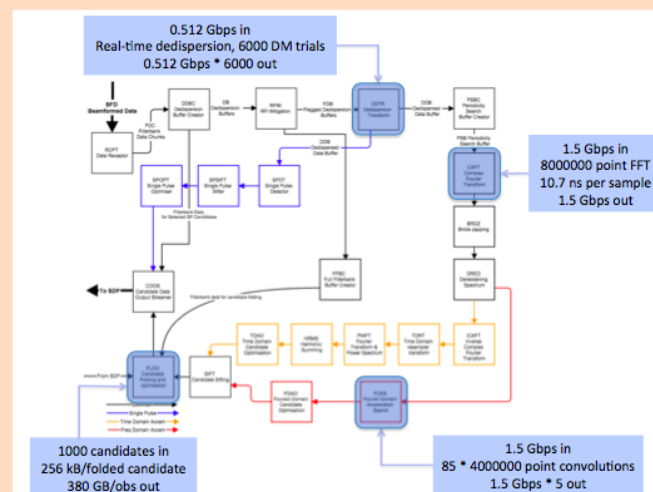 0.512 Gbps in
Real-time dedispersion, 6000 DM trials
0.512 Gbps * 6000 out
BFD
Beamformed Data
RCPT
Data Receptor
FDC
Filterbank
Data Chunks
DDBC
Dedispersion
Buffer Creator
DB
Dedispersion
Buffers
RFIM
RFI Mitigation
FDB
Flagged Dedispersion
Buffers
DDTR
Dedispersion
Transform
DDB
Dedispersed
Data Buffer
PSBC
Periodicity
Search
Buffer Creator
PSB Periodicity
Search Buffer
CXFT
Complex
Fourier
Transform
1.5 Gbps in
8000000 point FFT
10.7 ns per sample
1.5 Gbps out
DDB
Dedispersed
Data Buffer
SPOPT
Single Pulse
Optimiser
SPSIFT
Single Pulse
Sifter
SPDT
Single Pulse
Detector
Filterbank Data
for Selected SP Candidates
BRDZ
Birdie zapping
DRED
Dereddening
Spectrum
To SDP
CDOS
Candidate Data
Output Streamer
FFBC
Full Filterbank
Buffer Creator
Filterbank data for candidate folding
TDAO
Time Domain
Candidate
Optimisation
HRMS
Harmonic
Summing
PWFT
Fourier
Transform &
Power Spectrum
TDRT
Time Domain
resampler
transform
iCXFT
Inverse
Complex
Fourier
Transform
From SDP
FLDO
Candidate
Folding and
optimisation
SIFT
Candidate Sifting
FDAO
Fourier Domain
Candidate
Optimisation
FDAS
Fourier Domain
Acceleration
Search
Common
Single Pulse
Time Domain Acceln
Freq Domain Accel
1000 candidates in
256 kB/folded candidate
380 GB/obs out
1.5 Gbps in
85 * 4000000 point convolutions
1.5 Gbps * 5 out